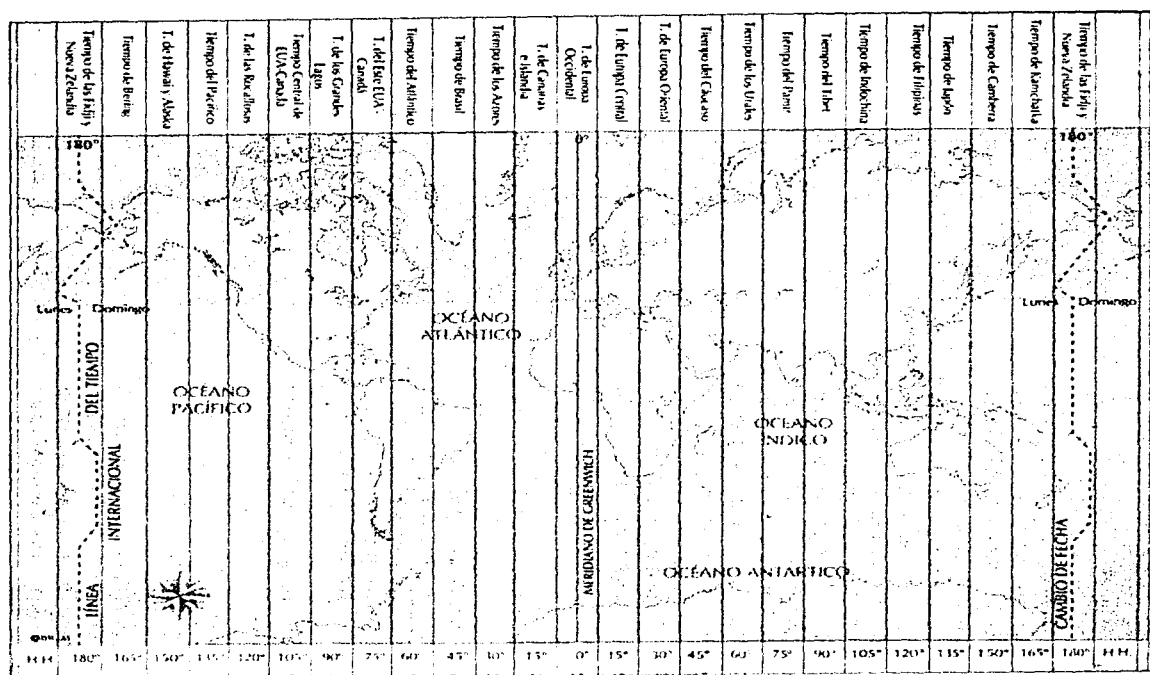 Tiempo de las Fidji y
Nueva Zelandia
Tiempo de Bering
T. de Hawaii y Alaska
Tiempo del Pacífico
T. de las Rocallosas
Tiempo Central de
EUA-Canada
T. de los Grandes
Lagos
T. del Este EUA-
Canadá
Tiempo del Atlántico
Tiempo de Brasil
Tiempo de los Azores
T. de Canarias
e Islandia
T. de Europa
Occidental
T. de Europa Central
T. de Europa Oriental
Tiempo del Cáucaso
Tiempo de los Urales
Tiempo del Pamir
Tiempo del Tibet
Tiempo de Indochina
Tiempo de Filipinas
Tiempo de Japón
Tiempo de Camberra
Tiempo de Kamchatka
Tiempo de las Fidji y
Nueva Zelandia
180° 0° 180°
Lunes Domingo
Lunes Domingo
OCÉANO
ATLÁNTICO
OCÉANO
PACÍFICO
OCÉANO
ÍNDICO
OCÉANO ANTÁRTICO
LÍNEA
INTERNACIONAL
DEL TIEMPO
MERIDIANO DE GREENWICH
CAMBIO DE FECHA
H.H. 180° 165° 150° 135° 120° 105° 90° 75° 60° 45° 30° 15° 0° 15° 30° 45° 60° 75° 90° 105° 120° 135° 150° 165° 180° H.H.